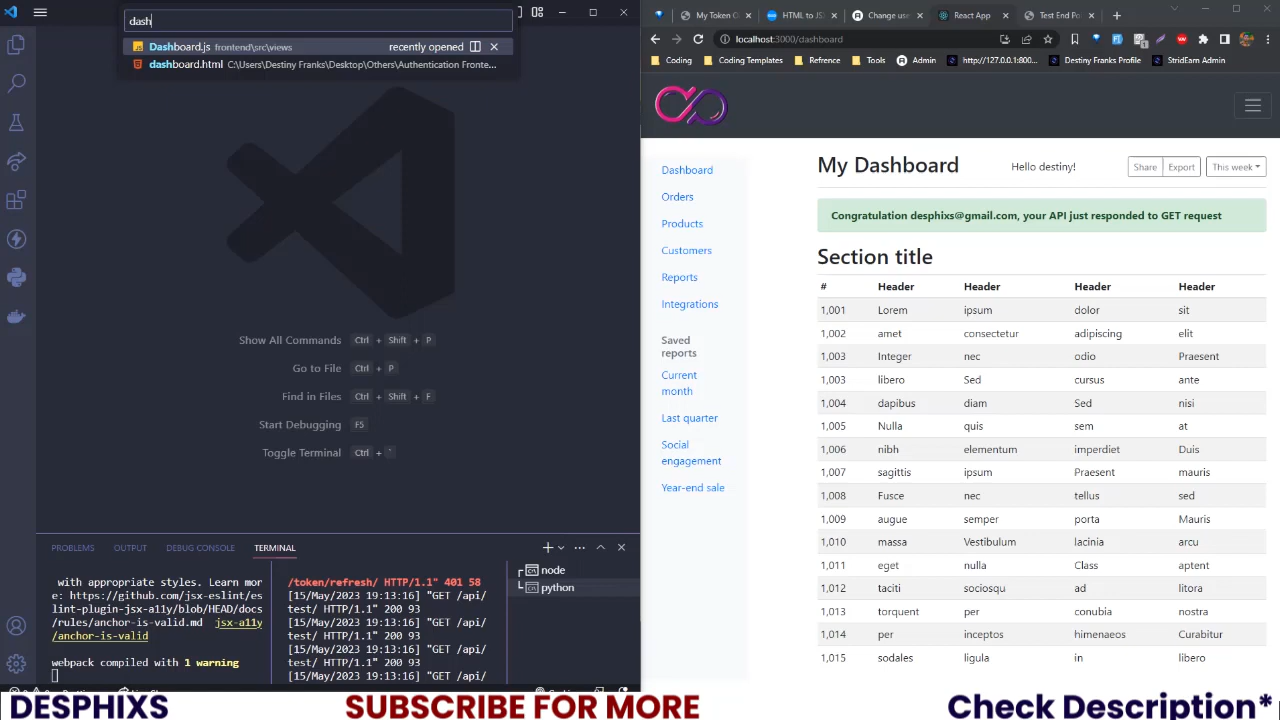 dash
Dashboard.js frontend\src\views recently opened
dashboard.html C:\Users\Destiny Franks\Desktop\Others\Authentication Fronte...
Show All Commands Ctrl + Shift + P
Go to File Ctrl + P
Find in Files Ctrl + Shift + F
Start Debugging F5
Toggle Terminal Ctrl + `
PROBLEMS OUTPUT DEBUG CONSOLE TERMINAL
with appropriate styles. Learn mor
e: https://github.com/jsx-eslint/es
lint-plugin-jsx-a11y/blob/HEAD/docs
/rules/anchor-is-valid.md jsx-a11y
/anchor-is-valid
webpack compiled with 1 warning
/token/refresh/ HTTP/1.1" 401 58
[15/May/2023 19:13:16] "GET /api/
test/ HTTP/1.1" 200 93
[15/May/2023 19:13:16] "GET /api/
test/ HTTP/1.1" 200 93
[15/May/2023 19:13:16] "GET /api/
test/ HTTP/1.1" 200 93
[15/May/2023 19:13:16] "GET /api/
node
python
My Token HTML to JS Change use React App Test End Po
localhost:3000/dashboard
Coding Coding Templates Refrence Tools Admin http://127.0.0.1:800... Destiny Franks Profile StridEarn Admin
Dashboard
Orders
Products
Customers
Reports
Integrations
Saved
reports
Current
month
Last quarter
Social
engagement
Year-end sale
My Dashboard Hello destiny! Share Export This week
Congratulation desphixs@gmail.com, your API just responded to GET request
Section title
# Header Header Header Header
1,001 Lorem ipsum dolor sit
1,002 amet consectetur adipiscing elit
1,003 Integer nec odio Praesent
1,003 libero Sed cursus ante
1,004 dapibus diam Sed nisi
1,005 Nulla quis sem at
1,006 nibh elementum imperdiet Duis
1,007 sagittis ipsum Praesent mauris
1,008 Fusce nec tellus sed
1,009 augue semper porta Mauris
1,010 massa Vestibulum lacinia arcu
1,011 eget nulla Class aptent
1,012 taciti sociosqu ad litora
1,013 torquent per conubia nostra
1,014 per inceptos himenaeos Curabitur
1,015 sodales ligula in libero
DESPHIXS SUBSCRIBE FOR MORE Check Description*